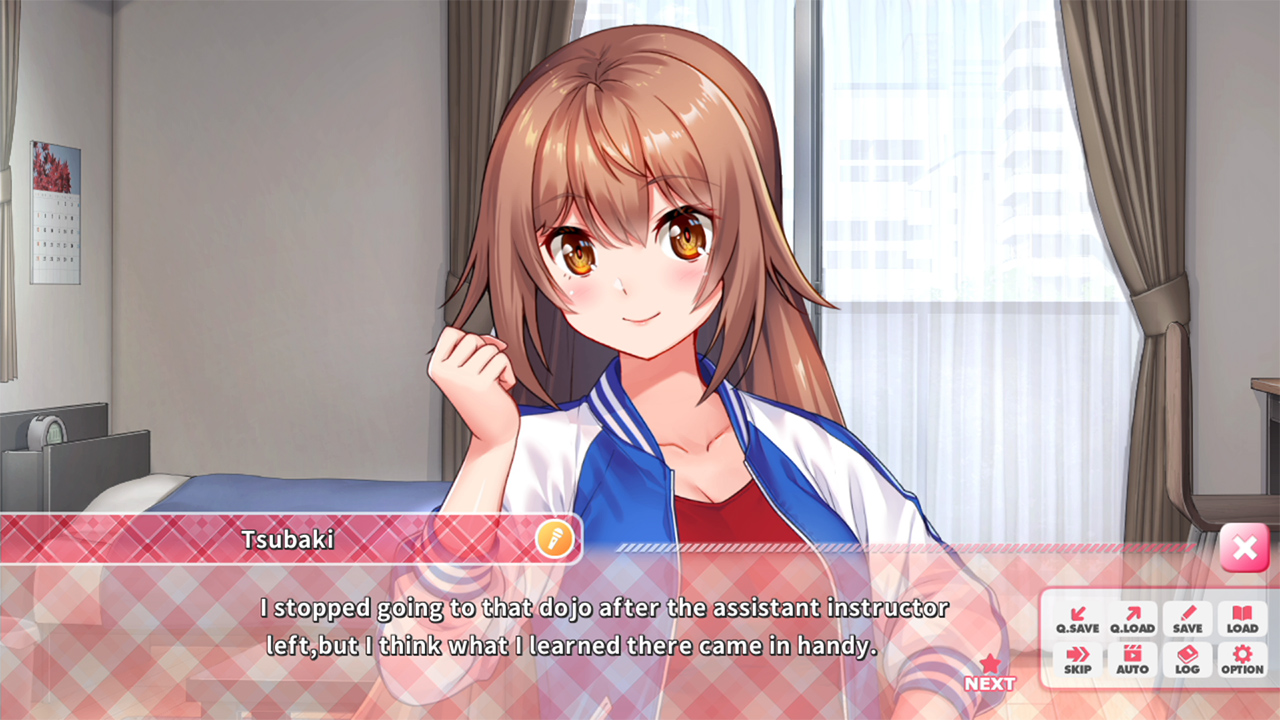 Tsubaki
I stopped going to that dojo after the assistant instructor
left,but I think what I learned there came in handy.
NEXT
Q.SAVE Q.LOAD SAVE LOAD
SKIP AUTO LOG OPTION